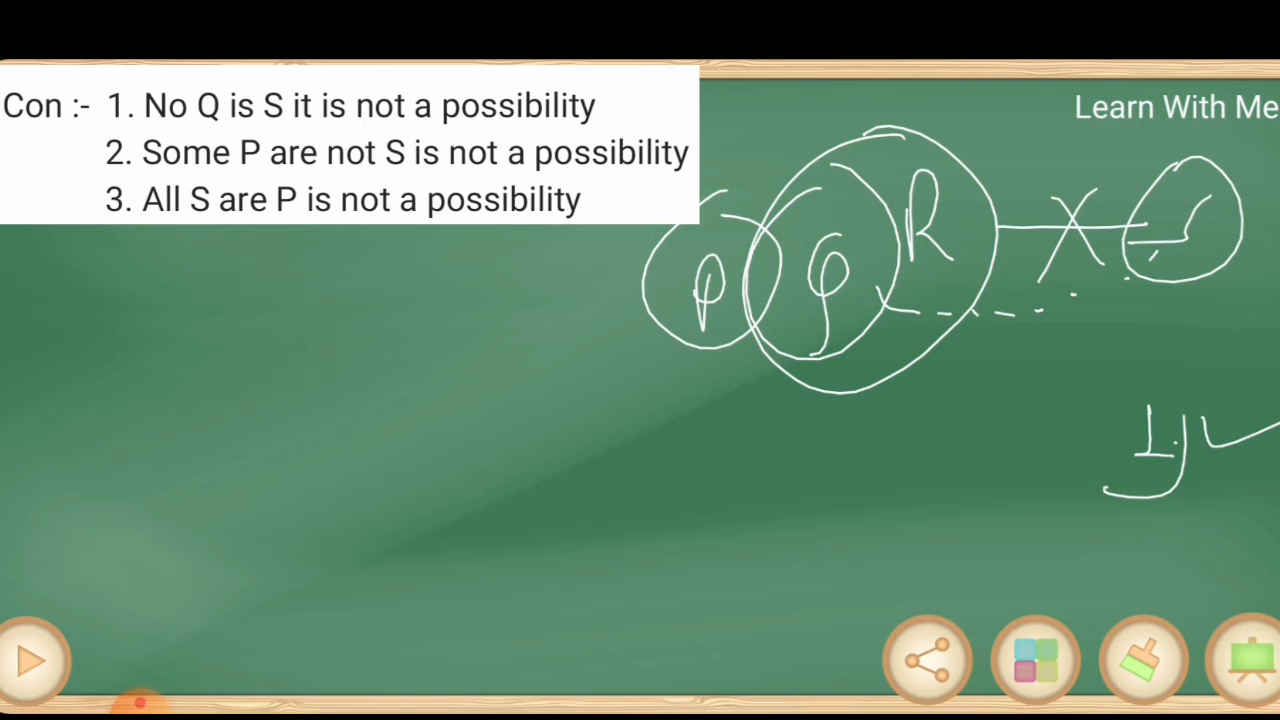 Con :- 1. No Q is S it is not a possibility
2. Some P are not S is not a possibility
3. All S are P is not a possibility
Learn With Me
P Q R S